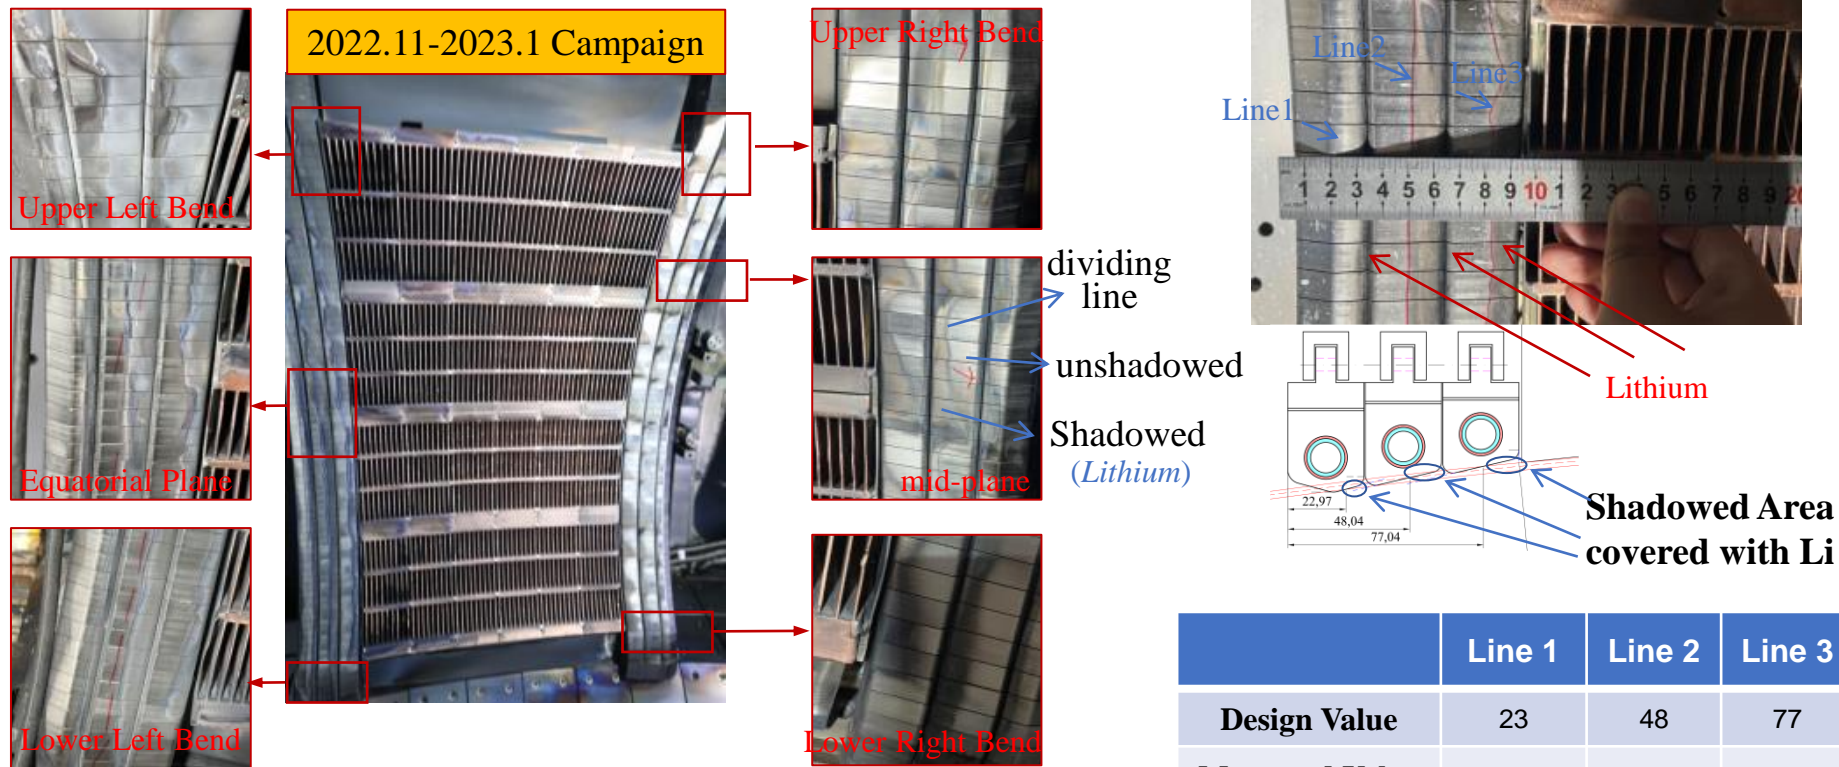 2022.11-2023.1 Campaign
Upper Left Bend
Equatorial Plane
Lower Left Bend
Upper Right Bend
mid-plane
Lower Right Bend
dividing
line
unshadowed
Shadowed
(Lithium)
Line1
Line2
Line3
1 2 3 4 5 6 7 8 9 10 1 2 3 5 6 7 8 9 20
Lithium
22,97
48,04
77,04
Shadowed Area
covered with Li
Line 1 Line 2 Line 3
Design Value 23 48 77